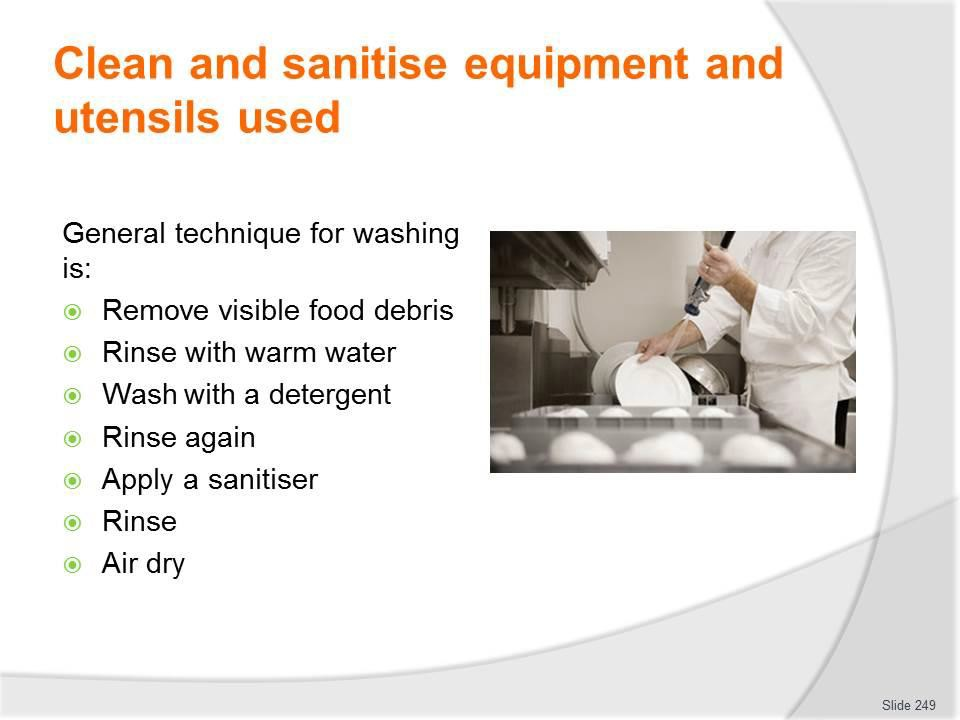 Clean and sanitise equipment and
utensils used
General technique for washing
is:
Remove visible food debris
Rinse with warm water
Wash with a detergent
Rinse again
Apply a sanitiser
Rinse
Air dry
Slide 249